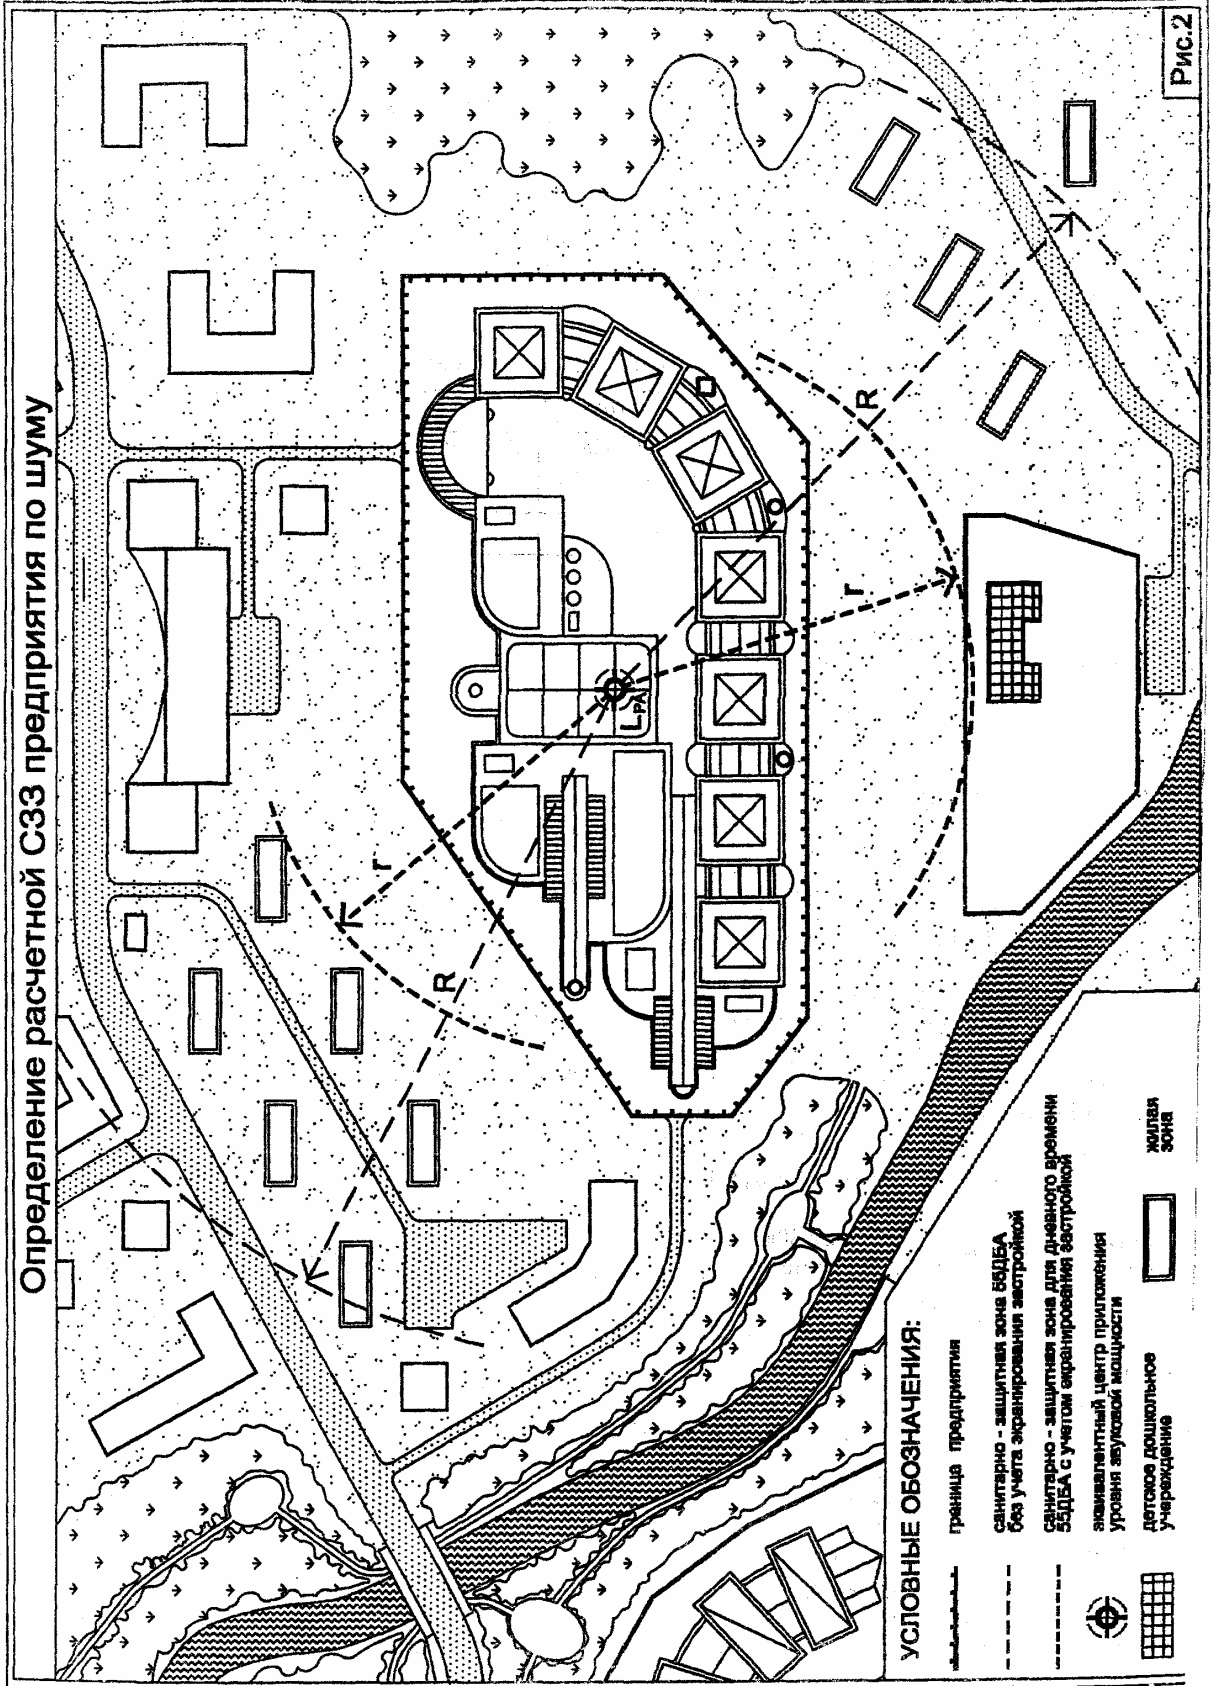 Определение расчетной СЗЗ предприятия по шуму
r
R
LРА
r
R
УСЛОВНЫЕ ОБОЗНАЧЕНИЯ:
граница предприятия
санитарно - защитная зона 55ДБА
без учета экранирования застройкой
санитарно - защитная зона для дневного времени
55ДБА с учетом экранирования застройкой
эквивалентный центр приложения
уровня звуковой мощности
детское дошкольное
учереждение
жилая
зона
Рис.2